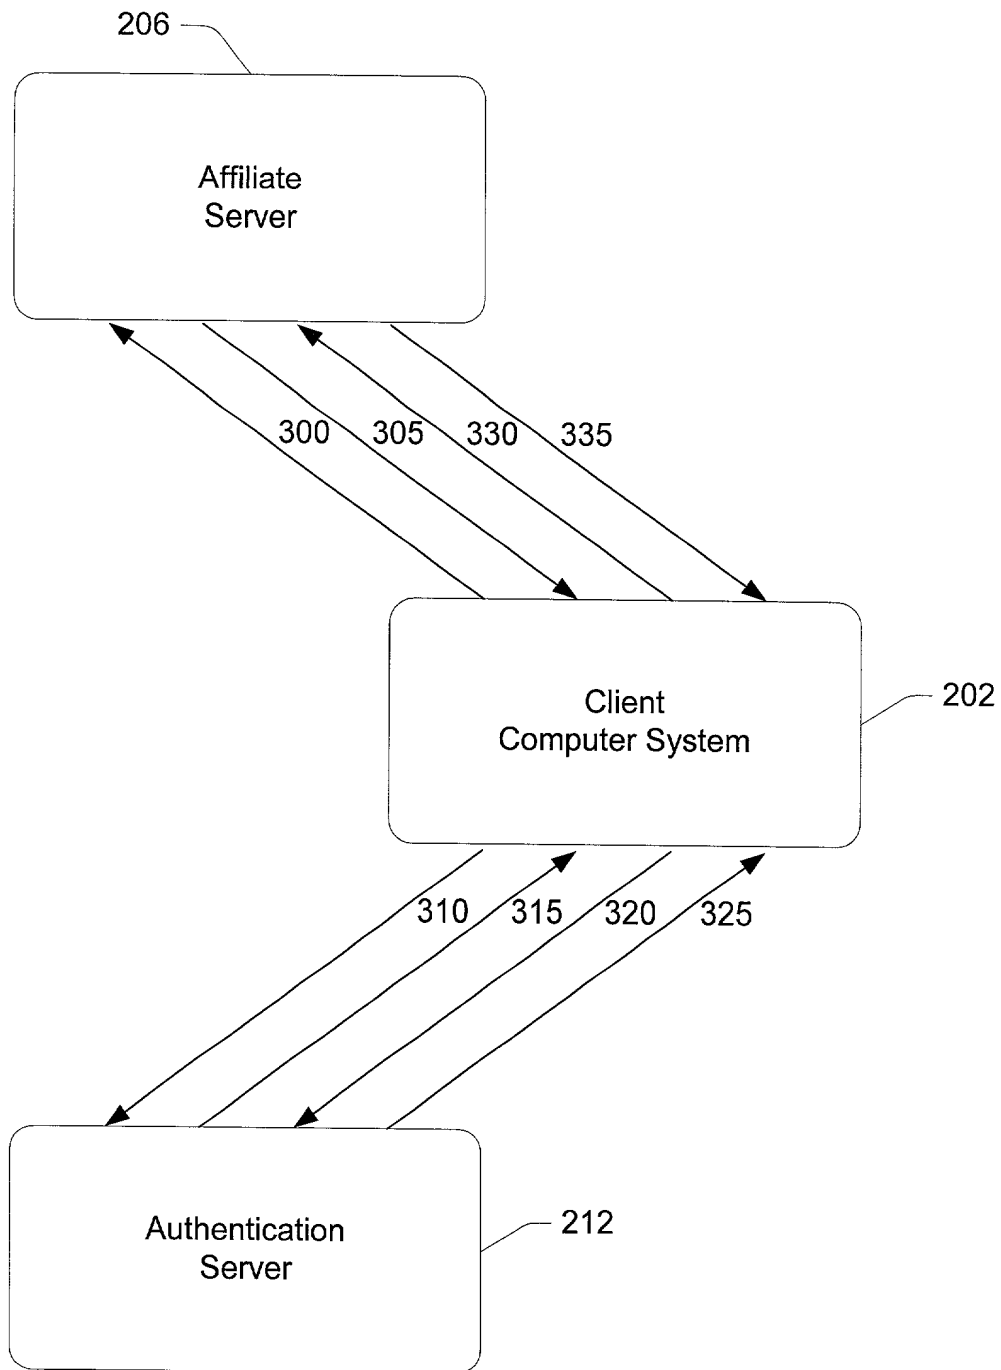 206
Affiliate
Server
300 305 330 335
Client
Computer System
202
310 315 320 325
Authentication
Server
212